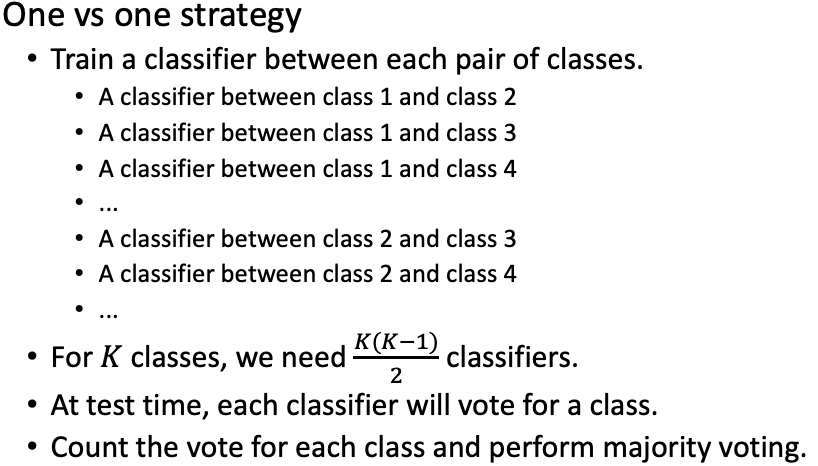 One vs one strategy
• Train a classifier between each pair of classes.
• A classifier between class 1 and class 2
• A classifier between class 1 and class 3
• A classifier between class 1 and class 4
• ...
• A classifier between class 2 and class 3
• A classifier between class 2 and class 4
• ...
• For K classes, we need K(K−1)/2 classifiers.
• At test time, each classifier will vote for a class.
• Count the vote for each class and perform majority voting.